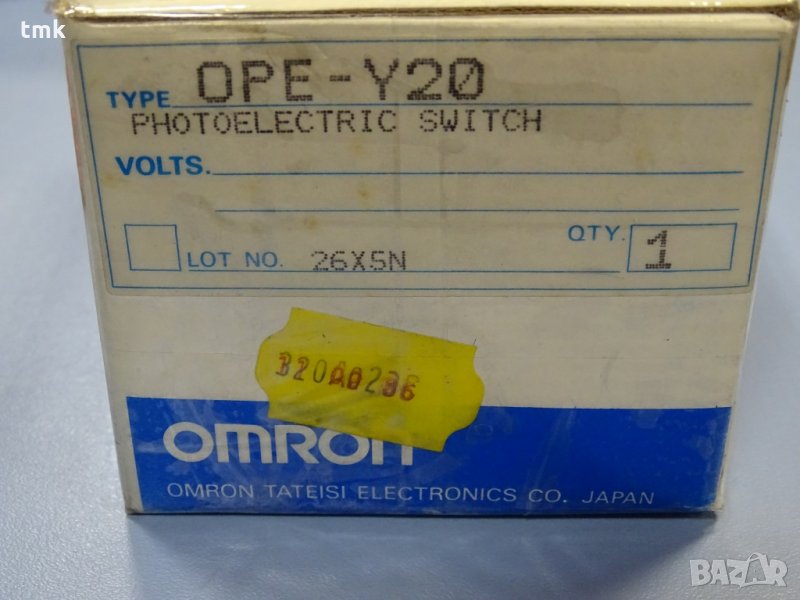 tmk
TYPE OPE-Y20
PHOTOELECTRIC SWITCH
VOLTS.
QTY. 1
LOT NO. 26X5N
OMRON
OMRON TATEISI ELECTRONICS CO. JAPAN
BAZAR